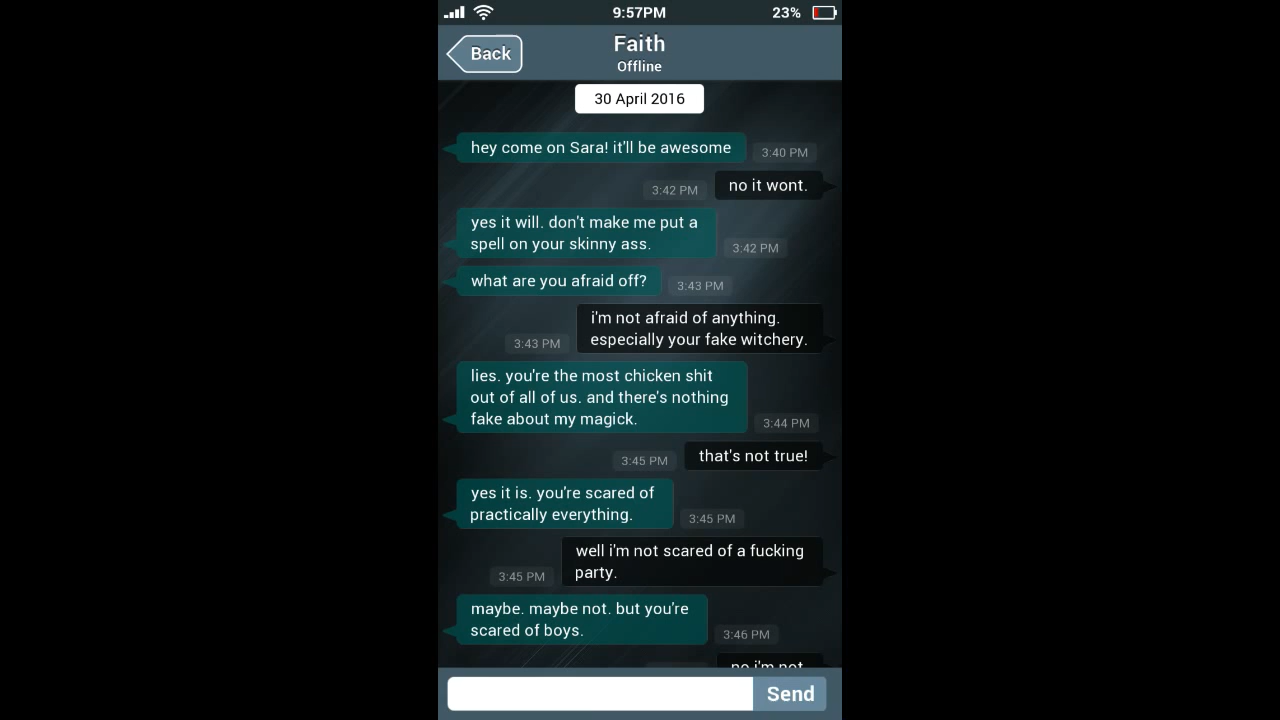 9:57PM
23%
Back
Faith
Offline
30 April 2016
hey come on Sara! it'll be awesome
3:40 PM
no it wont.
3:42 PM
yes it will. don't make me put a
spell on your skinny ass.
3:42 PM
what are you afraid off?
3:43 PM
i'm not afraid of anything.
especially your fake witchery.
3:43 PM
lies. you're the most chicken shit
out of all of us. and there's nothing
fake about my magick.
3:44 PM
that's not true!
3:45 PM
yes it is. you're scared of
practically everything.
3:45 PM
well i'm not scared of a fucking
party.
3:45 PM
maybe. maybe not. but you're
scared of boys.
3:46 PM
no i'm not
Send